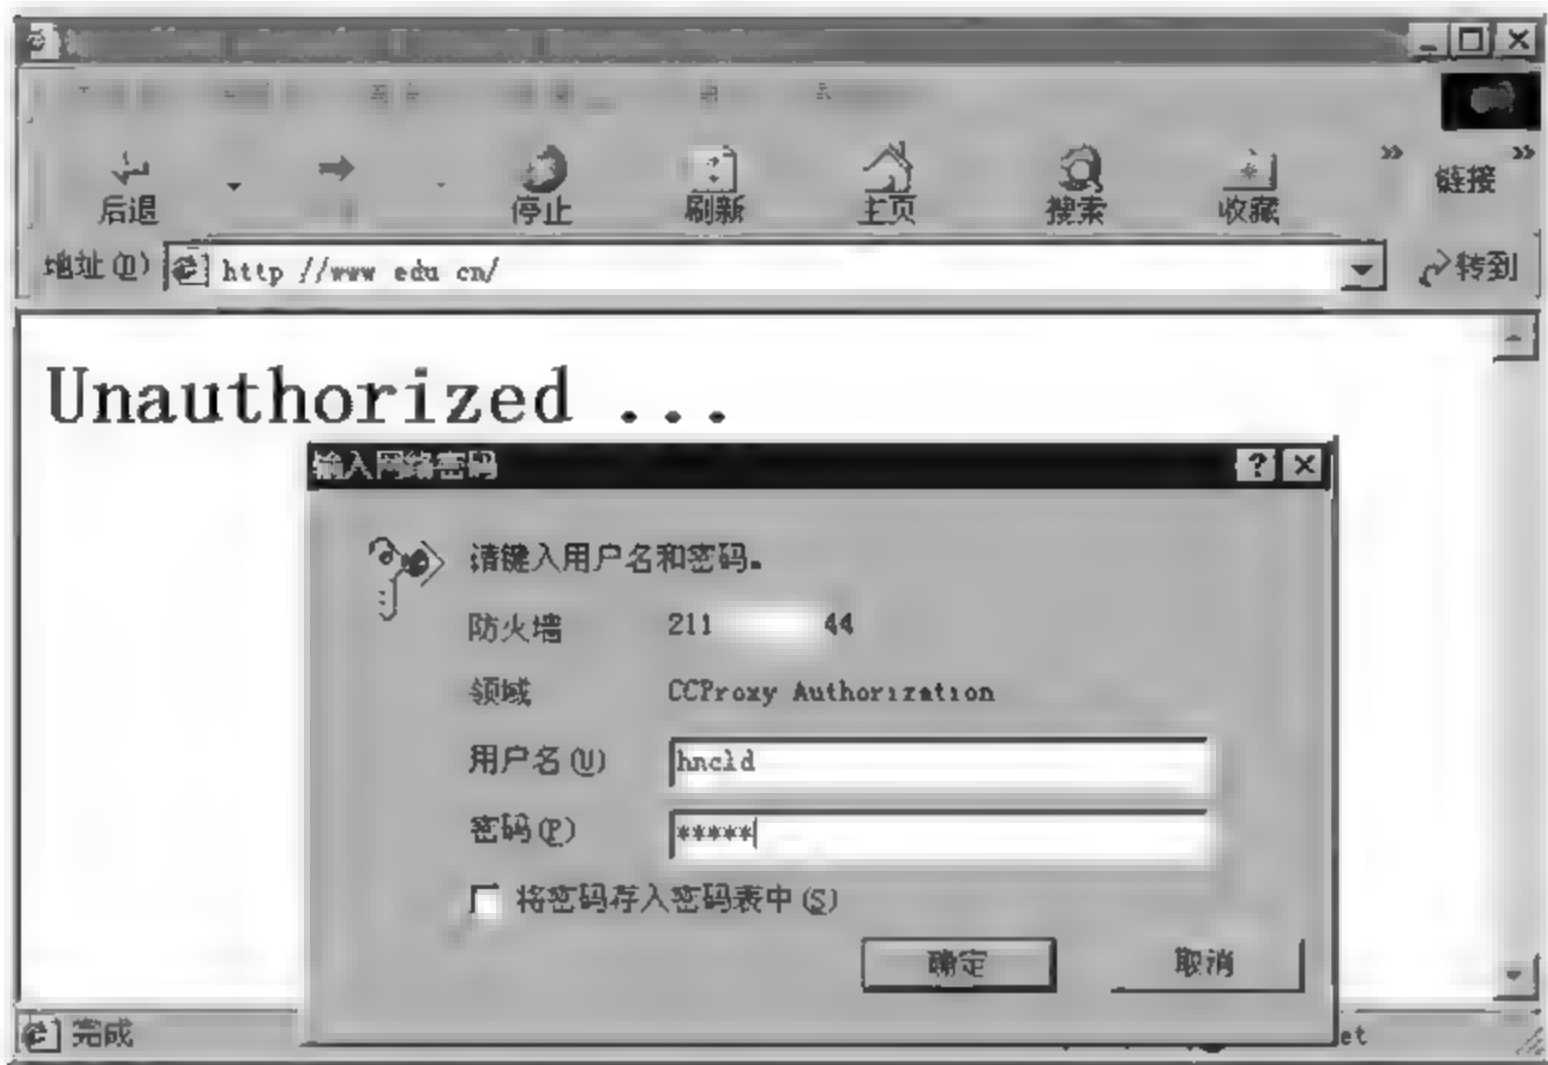 后退 停止 刷新 主页 搜索 收藏 » 链接 »
地址(D) http //www edu cn/ 转到
Unauthorized ...
输入网络密码
请键入用户名和密码。
防火墙 211 44
领域 CCProxy Authorization
用户名(U) hncld
密码(P) *****
将密码存入密码表中(S)
确定 取消
完成 et